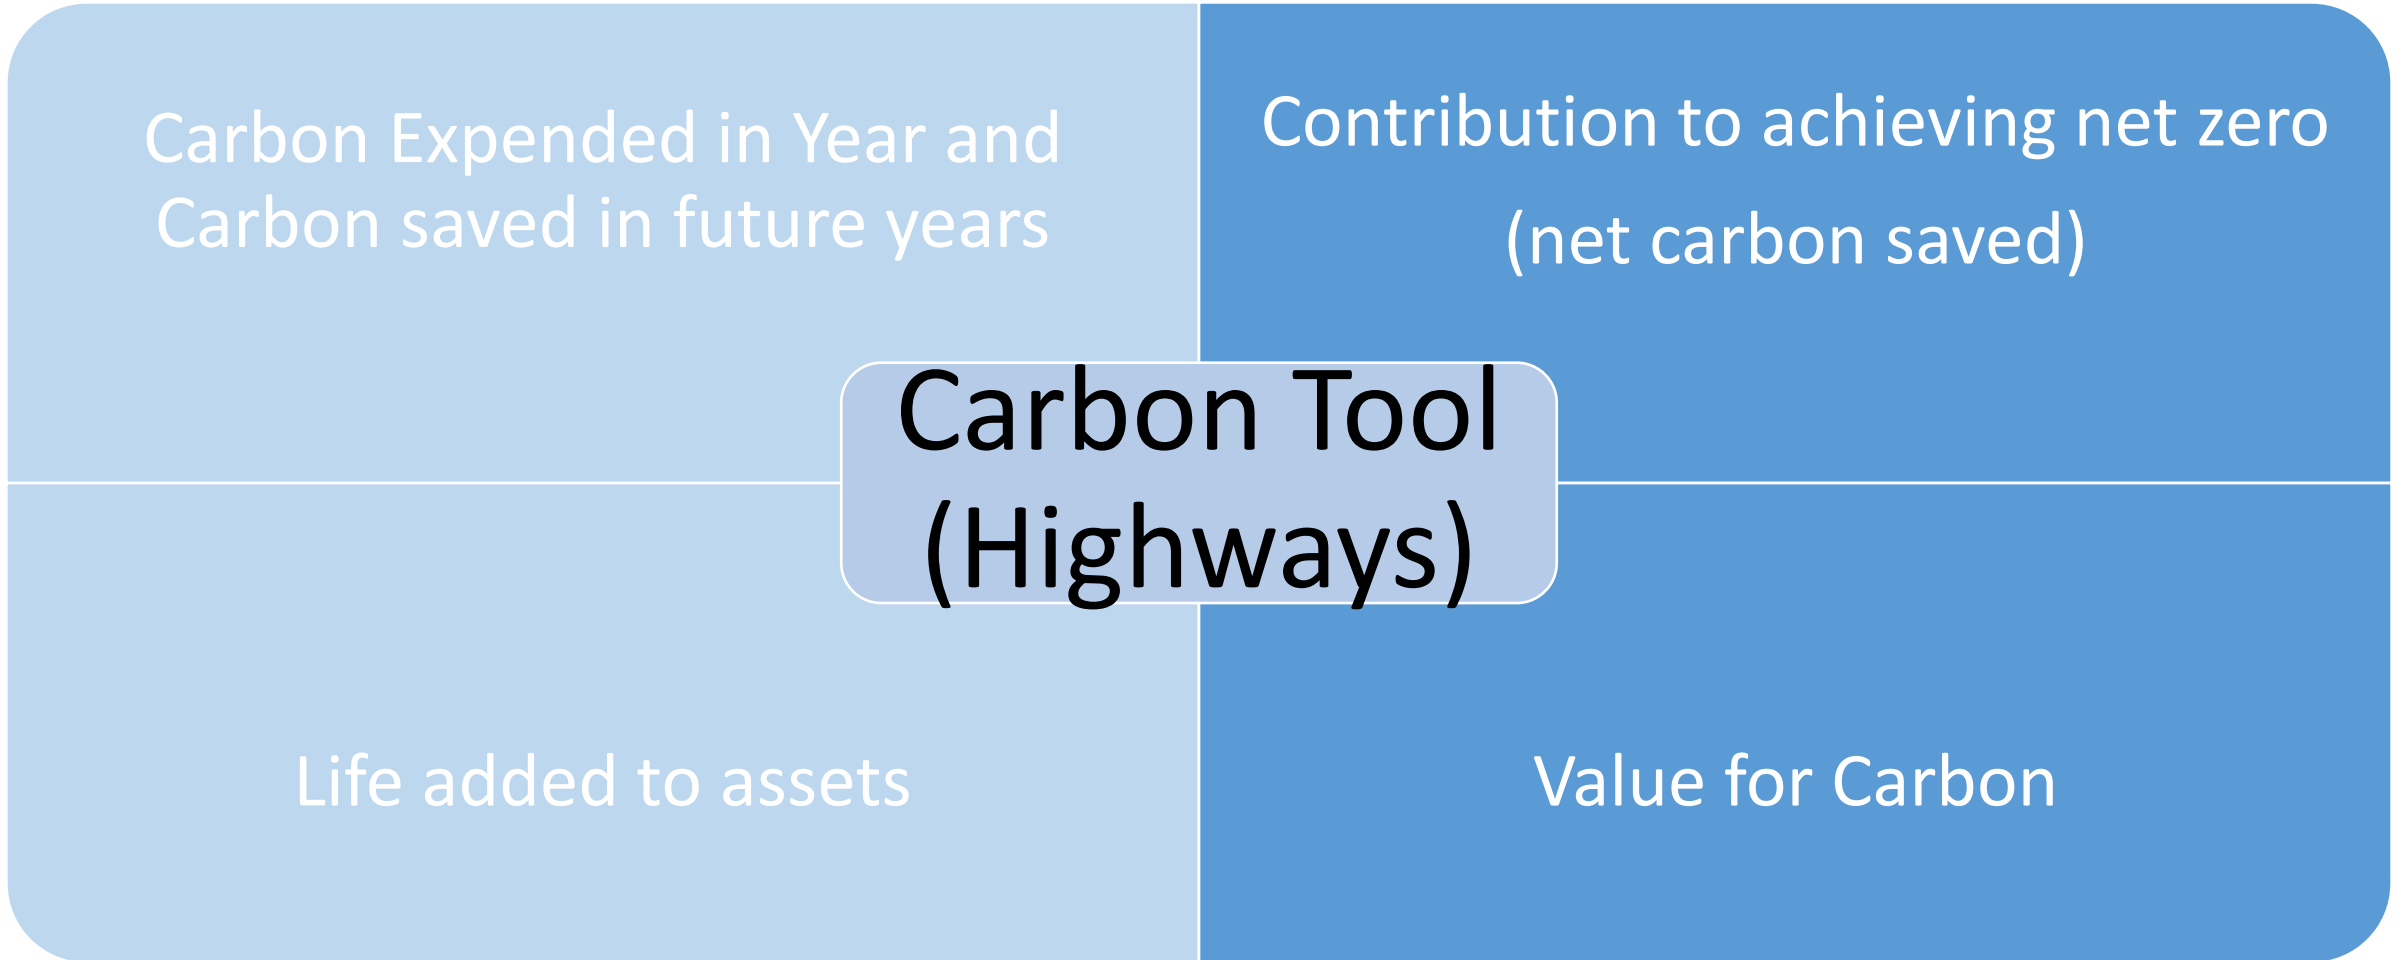 Carbon Expended in Year and
Carbon saved in future years
Contribution to achieving net zero
(net carbon saved)
Carbon Tool
(Highways)
Life added to assets
Value for Carbon